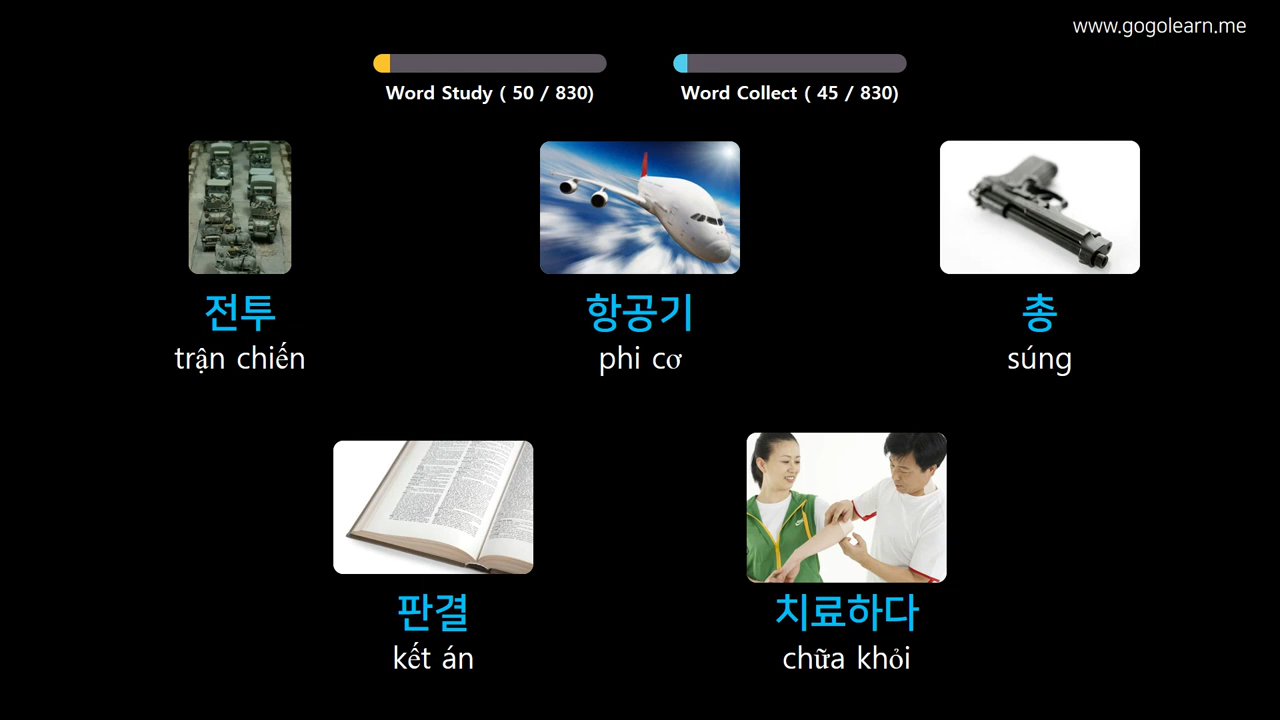 www.gogolearn.me
Word Study ( 50 / 830)
Word Collect ( 45 / 830)
전투
trận chiến
항공기
phi cơ
총
súng
판결
kết án
치료하다
chữa khỏi